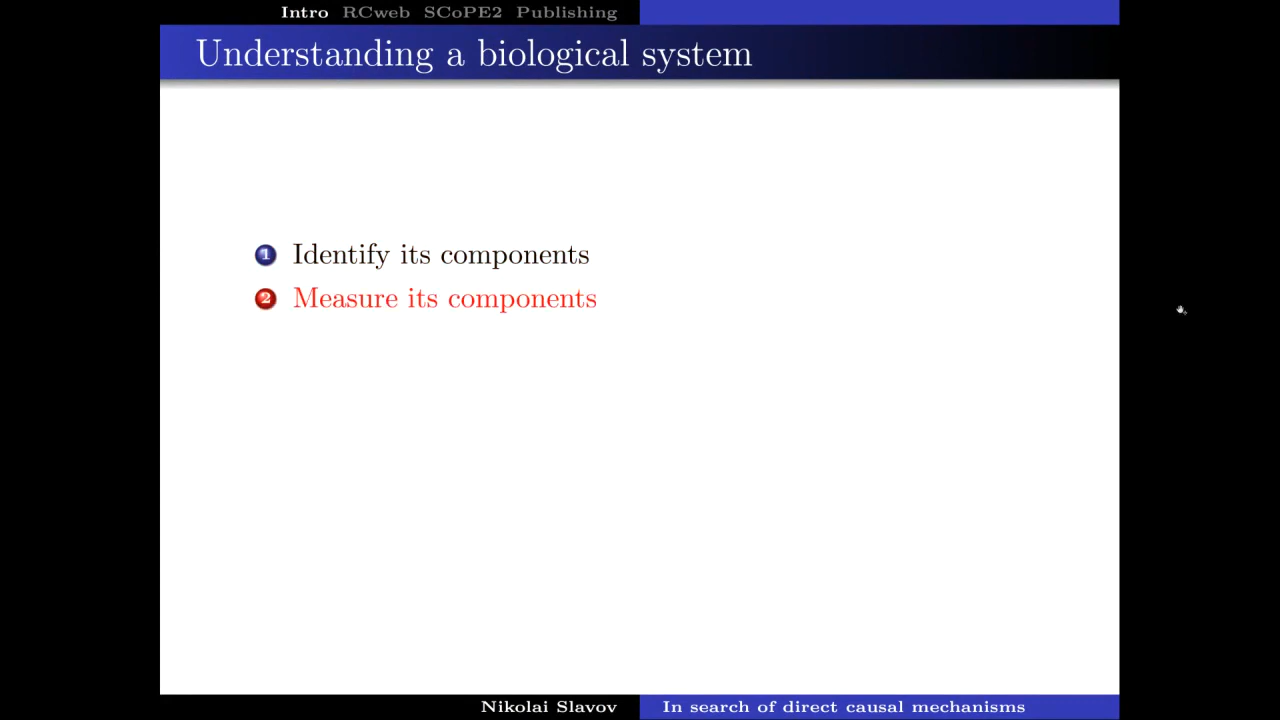 Intro RCweb SCoPE2 Publishing
Understanding a biological system
1 Identify its components
2 Measure its components
Nikolai Slavov In search of direct causal mechanisms